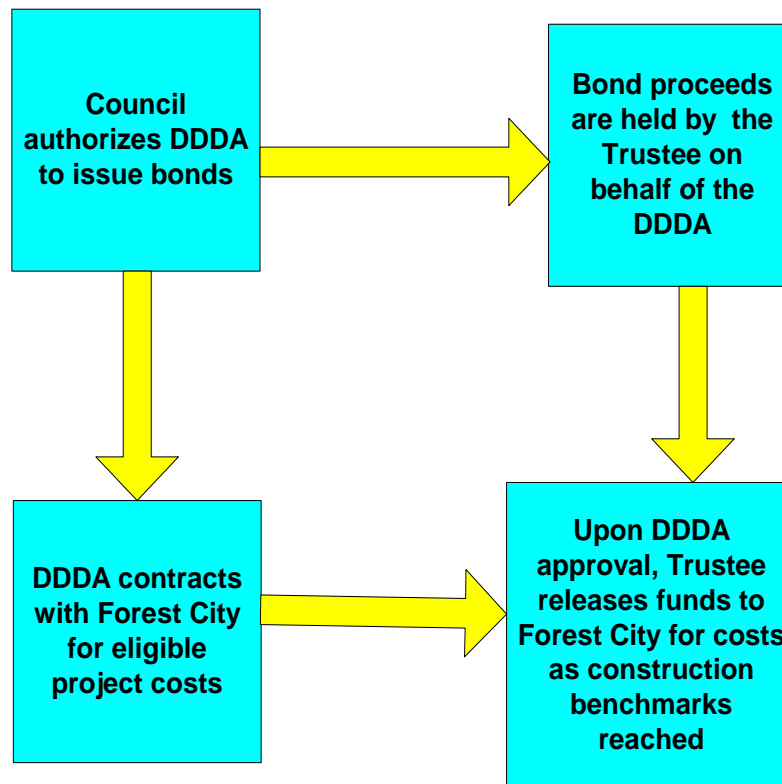 Council
authorizes DDDA
to issue bonds
Bond proceeds
are held by the
Trustee on
behalf of the
DDDA
DDDA contracts
with Forest City
for eligible
project costs
Upon DDDA
approval, Trustee
releases funds to
Forest City for costs
as construction
benchmarks
reached